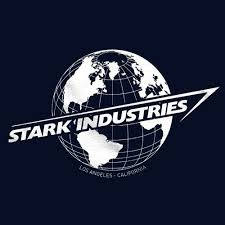 STARK INDUSTRIES
LOS ANGELES - CALIFORNIA